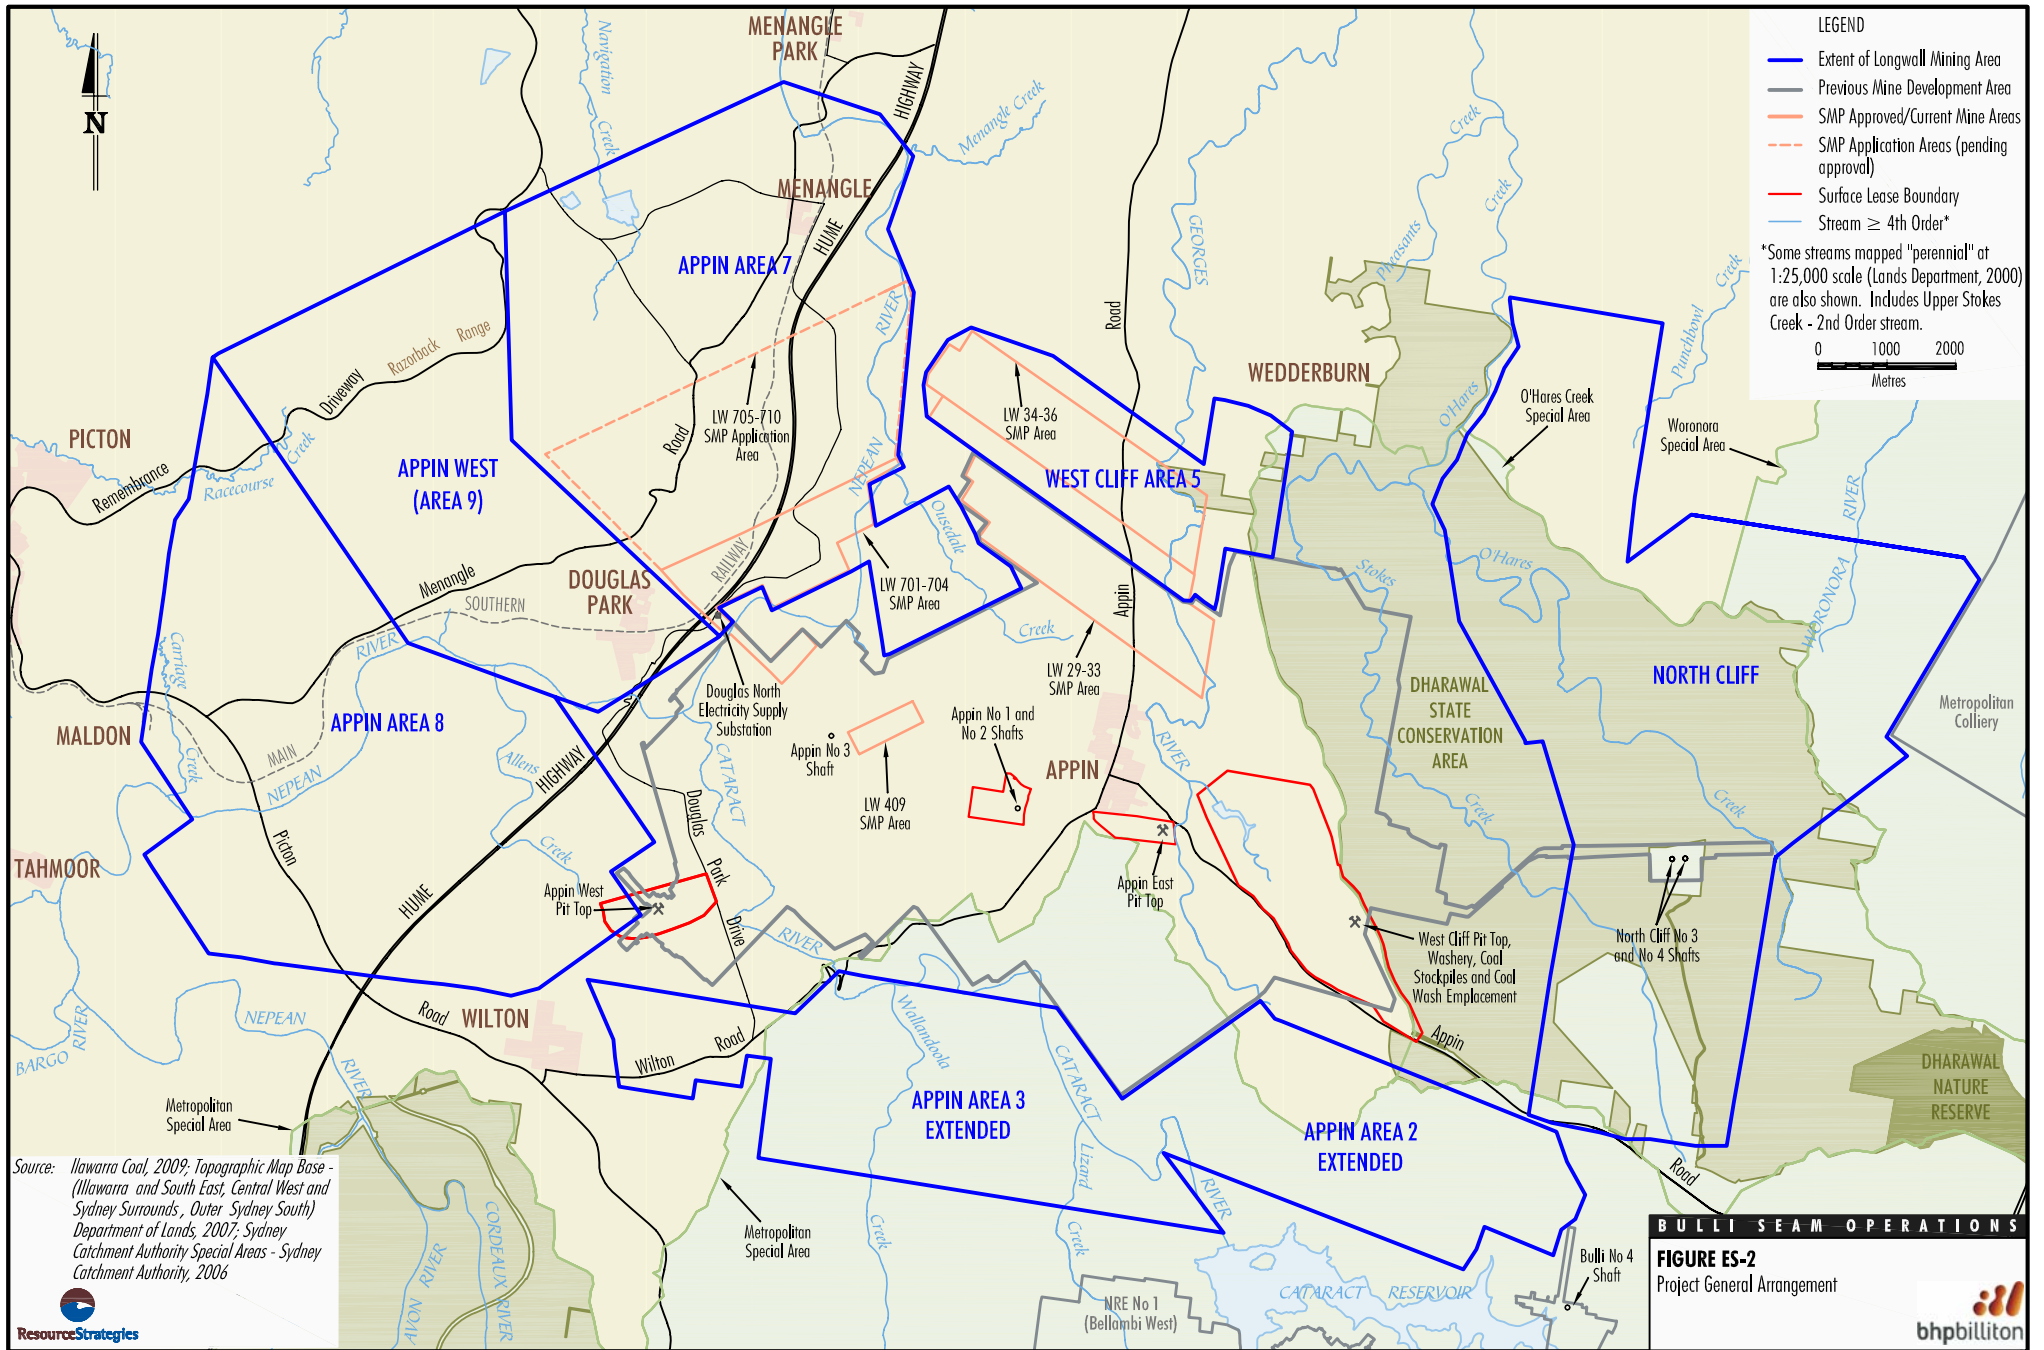 MENANGLE
PARK
Navigation
Creek
HIGHWAY
Menangle Creek
N
MENANGLE
HUME
APPIN AREA 7
RIVER
GEORGES
Road
Pheasants
Creek
Creek
Punchbowl
Creek
LEGEND
Extent of Longwall Mining Area
Previous Mine Development Area
SMP Approved/Current Mine Areas
SMP Application Areas (pending
approval)
Surface Lease Boundary
Stream ≥ 4th Order*
*Some streams mapped "perennial" at
1:25,000 scale (Lands Department, 2000)
are also shown. Includes Upper Stokes
Creek - 2nd Order stream.
0 1000 2000
Metres
Razorback Range
Driveway
Remembrance
PICTON
Racecourse
Creek
APPIN WEST
(AREA 9)
LW 705-710
SMP Application
Area
Road
NEPEAN
LW 34-36
SMP Area
WEDDERBURN
O'Hares
O'Hares Creek
Special Area
Woronora
Special Area
WEST CLIFF AREA 5
RIVER
WORONORA
Ousedale
Creek
RAILWAY
LW 701-704
SMP Area
Menangle
SOUTHERN
DOUGLAS
PARK
Appin
Stokes
O'Hares
RIVER
Carriage
Creek
LW 29-33
SMP Area
NORTH CLIFF
DHARAWAL
STATE
CONSERVATION
AREA
Metropolitan
Colliery
Douglas North
Electricity Supply
Substation
APPIN AREA 8
MALDON
MAIN
NEPEAN
Allens
Creek
HIGHWAY
CATARACT
Appin No 3
Shaft
Appin No 1 and
No 2 Shafts
APPIN
RIVER
LW 409
SMP Area
Creek
Creek
Douglas
Park
Drive
Picton
Road
TAHMOOR
HUME
Appin West
Pit Top
Appin East
Pit Top
RIVER
West Cliff Pit Top,
Washery, Coal
Stockpiles and Coal
Wash Emplacement
North Cliff No 3
and No 4 Shafts
WILTON
Wilton
Road
Appin
Road
BARGO
RIVER
NEPEAN
RIVER
Wallandoola
Creek
CATARACT
RIVER
Lizard
Creek
DHARAWAL
NATURE
RESERVE
APPIN AREA 3
EXTENDED
APPIN AREA 2
EXTENDED
Metropolitan
Special Area
Metropolitan
Special Area
AVON
RIVER
CORDEAUX
RIVER
NRE No 1
(Bellambi West)
CATARACT RESERVOIR
Bulli No 4
Shaft
Source: Ilawarra Coal, 2009; Topographic Map Base -
(Illawarra and South East, Central West and
Sydney Surrounds , Outer Sydney South)
Department of Lands, 2007; Sydney
Catchment Authority Special Areas - Sydney
Catchment Authority, 2006
ResourceStrategies
BULLI SEAM OPERATIONS
FIGURE ES-2
Project General Arrangement
bhpbilliton